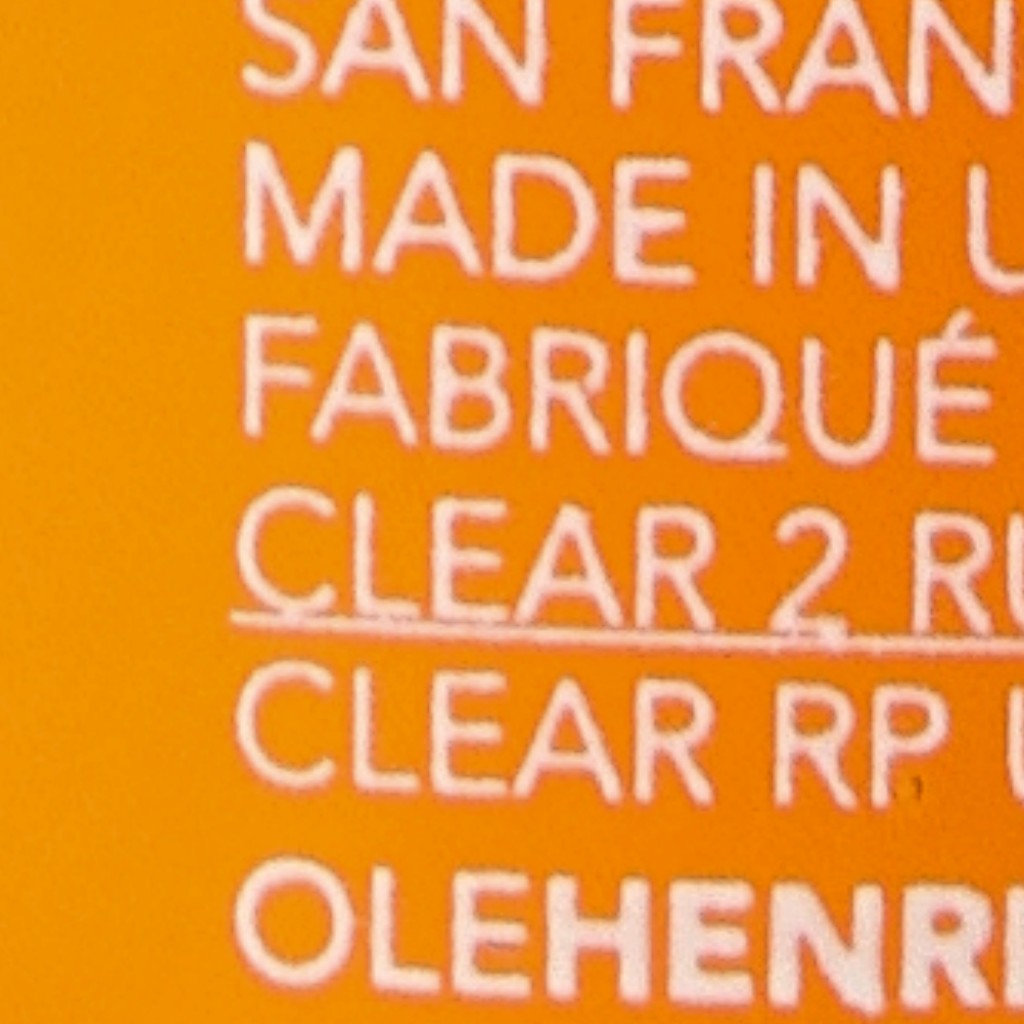 SAN FRAN
MADE IN U
FABRIQUÉ
CLEAR 2 RU
CLEAR RP U
OLEHENRI